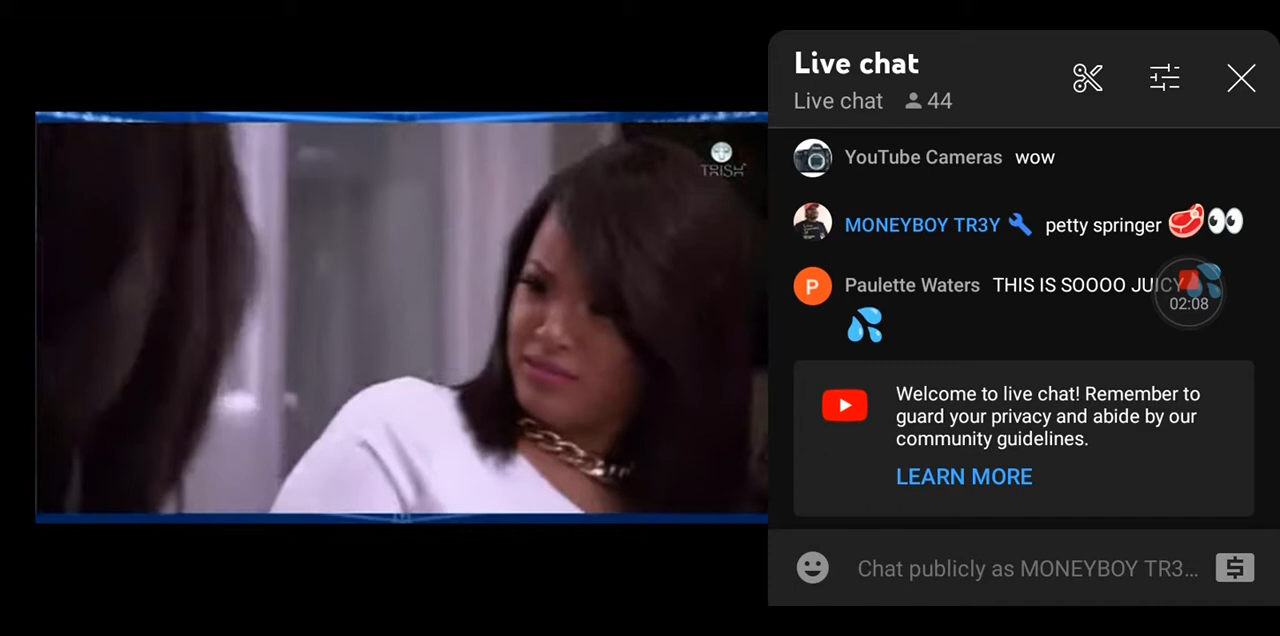 Live chat
Live chat 44
TRISH
YouTube Cameras wow
MONEYBOY TR3Y petty springer 🥩👀
P Paulette Waters THIS IS SOOOO JUICY 💦
💦
02:08
Welcome to live chat! Remember to
guard your privacy and abide by our
community guidelines.
LEARN MORE
Chat publicly as MONEYBOY TR3...